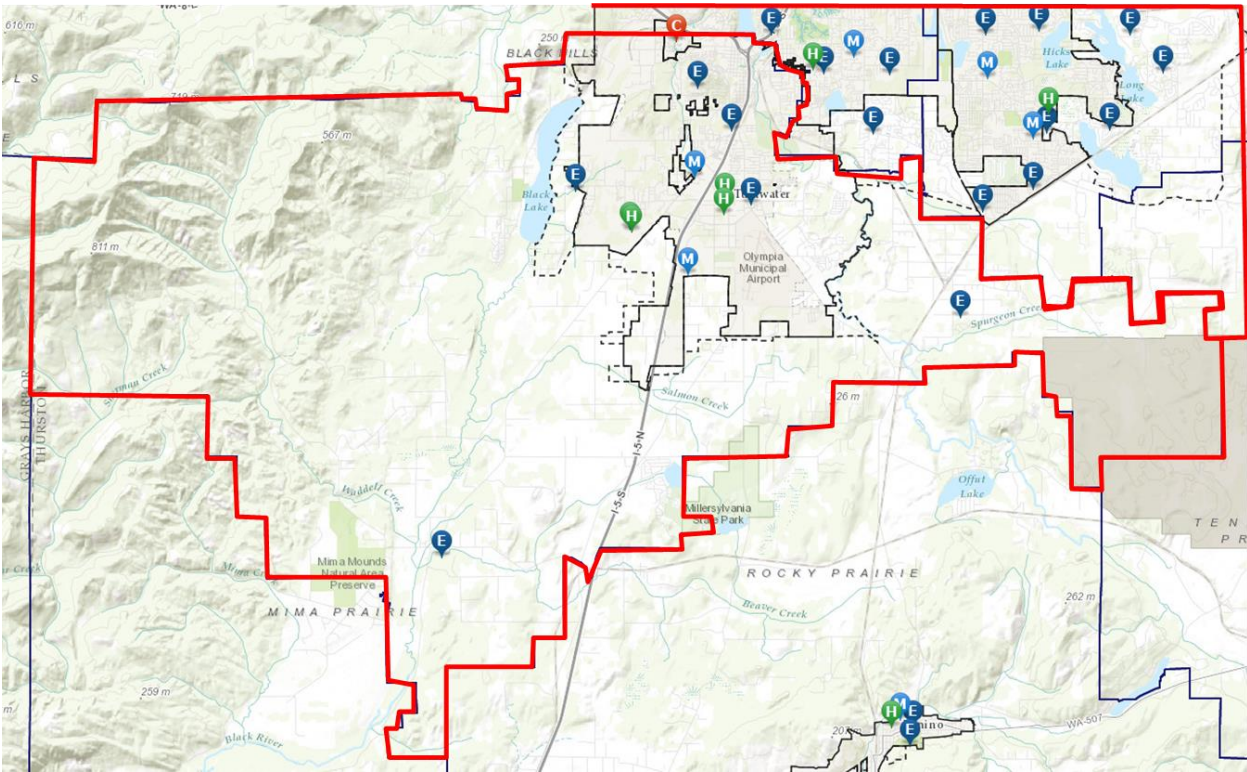 616 m
250
BLACK HILLS
L S
719 m
567 m
Hicks
Lake
Long
Lake
C
E
E
E
E
E
M
H
E
E
M
E
E
H
M
E
E
E
E
M
E
Black
Lake
H
H
E
Tumwater
E
E
H
811 m
M
Olympia
Municipal
Airport
E
Spurgeon Creek
GRAYS HARBOR
THURSTON
Salmon Creek
26 m
I-5-N
I-5-S
Waddell Creek
Offut
Lake
Millersylvania
State Park
T E N
P R
E
Mima Mounds
Natural Area
Preserve
Mima Creek
ROCKY PRAIRIE
MIMA PRAIRIE
Beaver Creek
262 m
259 m
Black River
M
H
E
E
WA-507